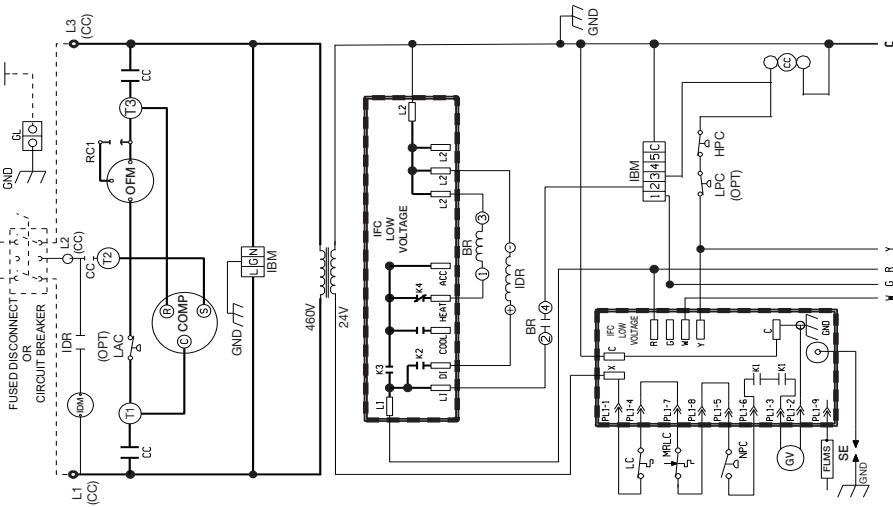 L3
(CC)
GND
GL
FUSED DISCONNECT
OR
CIRCUIT BREAKER
L2
(CC)
IDR
IDM
L1
(CC)
CC
T3
RC1
OFM
CC
T2
R
S
C
COMP
(OPT)
LAC
T1
CC
L G N
IBM
GND
460V
24V
L2
L2
L2
L2
IFC
LOW
VOLTAGE
ACC
K4
HEAT
COOL
K3
K2
DI
L1
L1
3
BR
1
IDR
BR
2 H H 4
GND
C
CC
HPC
LPC
(OPT)
IBM
1 2 3 4 5 C
Y
R
G
W
IFC
LOW
VOLTAGE
R
G
W
Y
C
X
C
GND
PL1-1
PL1-4
PL1-7
PL1-8
PL1-5
PL1-6
PL1-3
PL1-2
PL1-9
K1
K1
LC
MRLC
NPC
GV
FLMS
SE
GND